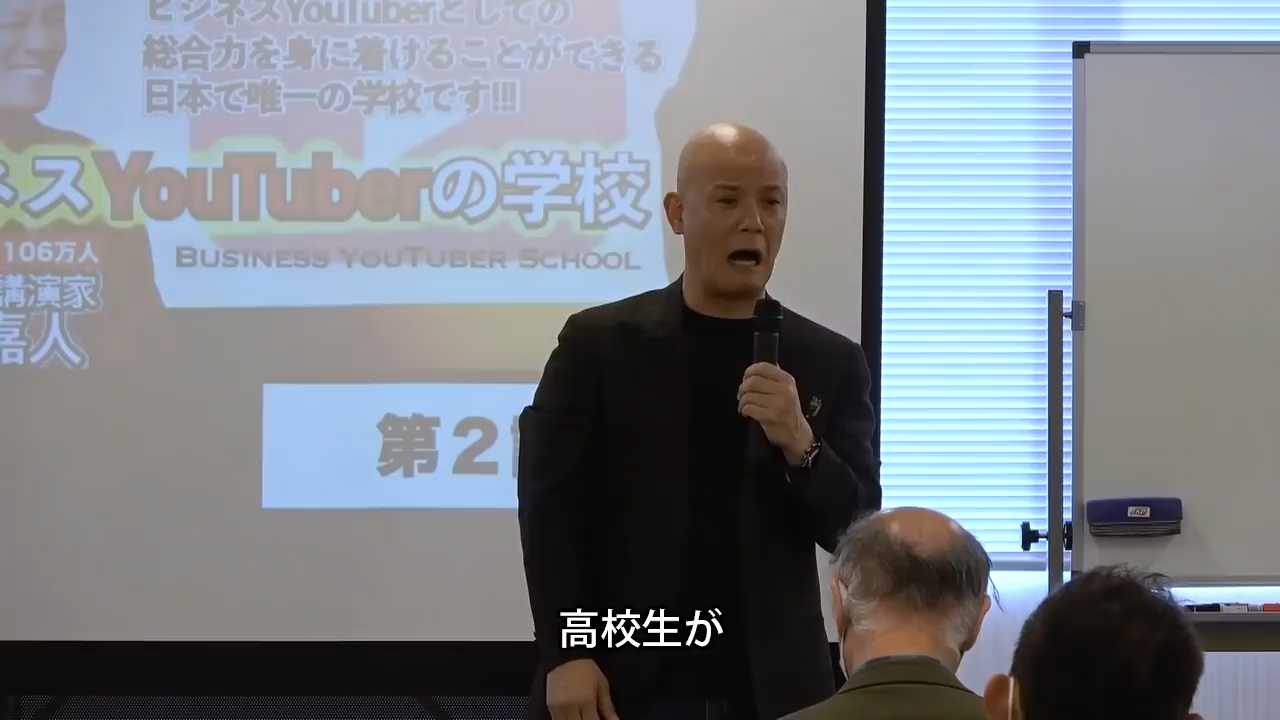 ビジネスYouTuberとしての
総合力を身に着けることができる
日本で唯一の学校です!!!
ネスYouTuberの学校
BUSINESS YOUTUBER SCHOOL
106万人
講演家
嘉人
第2
高校生が